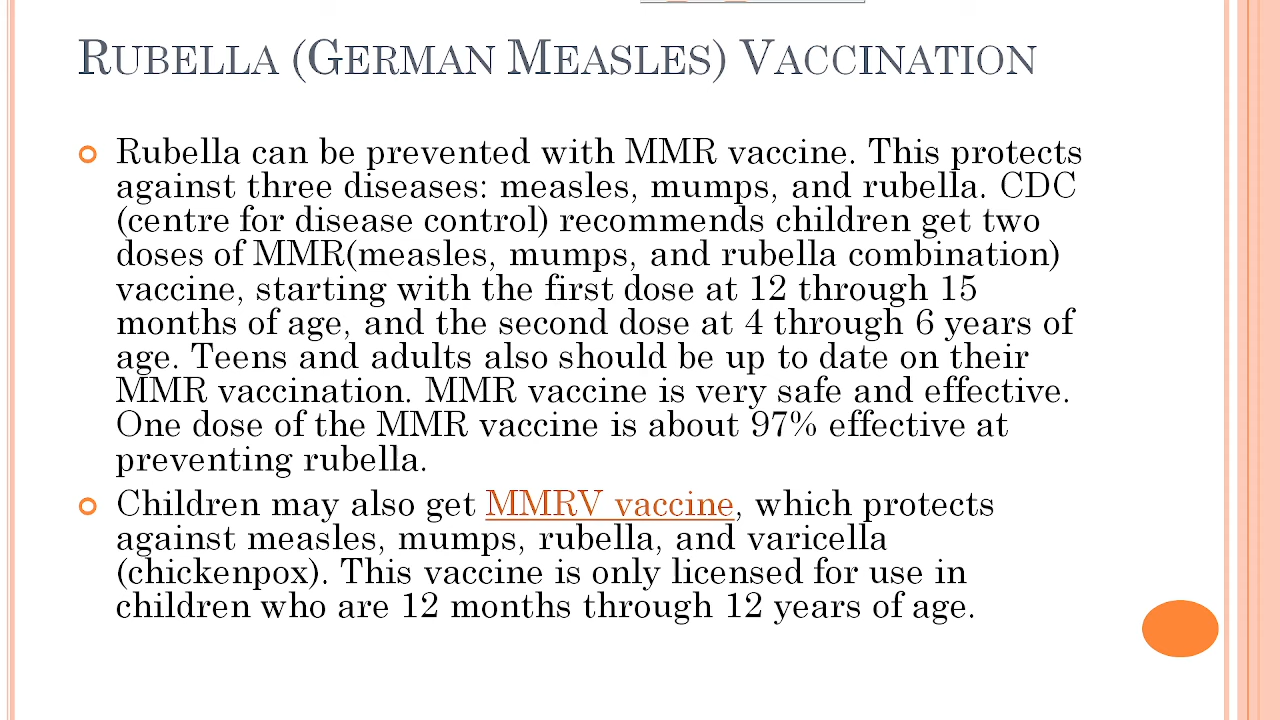 RUBELLA (GERMAN MEASLES) VACCINATION
Rubella can be prevented with MMR vaccine. This protects
against three diseases: measles, mumps, and rubella. CDC
(centre for disease control) recommends children get two
doses of MMR(measles, mumps, and rubella combination)
vaccine, starting with the first dose at 12 through 15
months of age, and the second dose at 4 through 6 years of
age. Teens and adults also should be up to date on their
MMR vaccination. MMR vaccine is very safe and effective.
One dose of the MMR vaccine is about 97% effective at
preventing rubella.
Children may also get MMRV vaccine, which protects
against measles, mumps, rubella, and varicella
(chickenpox). This vaccine is only licensed for use in
children who are 12 months through 12 years of age.